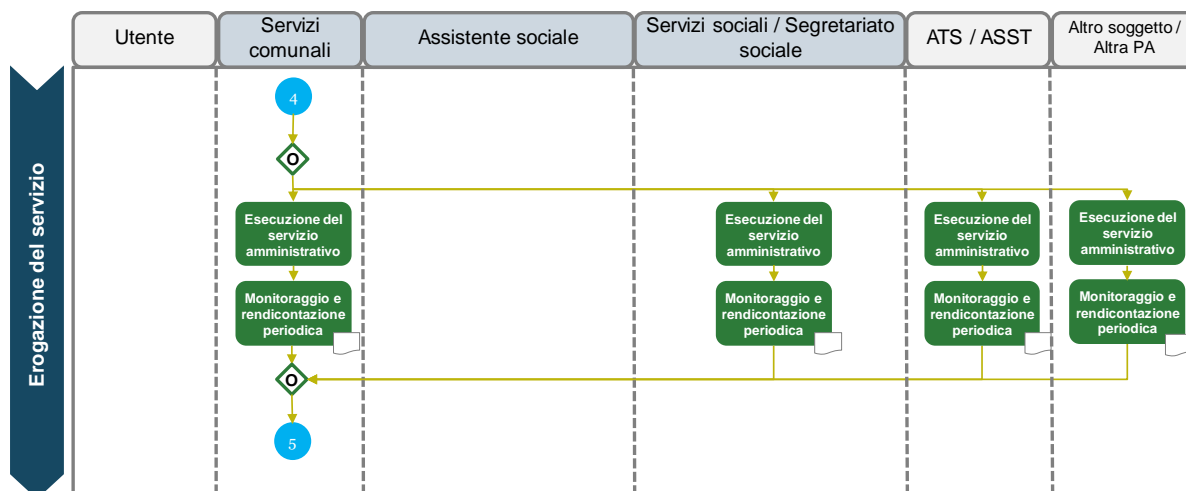 Utente
Servizi
comunali
Assistente sociale
Servizi sociali / Segretariato
sociale
ATS / ASST
Altro soggetto /
Altra PA
Erogazione del servizio
4
O
Esecuzione del
servizio
amministrativo
Esecuzione del
servizio
amministrativo
Esecuzione del
servizio
amministrativo
Esecuzione del
servizio
amministrativo
Monitoraggio e
rendicontazione
periodica
Monitoraggio e
rendicontazione
periodica
Monitoraggio e
rendicontazione
periodica
Monitoraggio e
rendicontazione
periodica
O
5